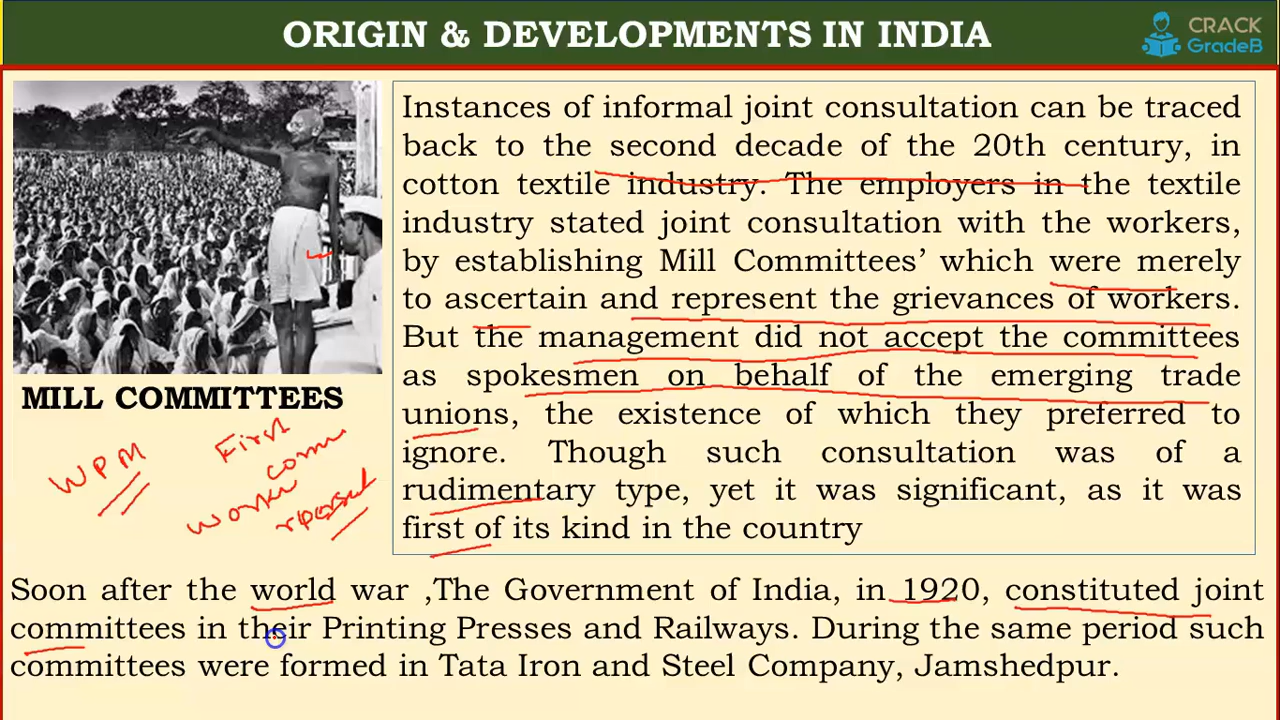 ORIGIN & DEVELOPMENTS IN INDIA
CRACK
GradeB
Instances of informal joint consultation can be traced
back to the second decade of the 20th century, in
cotton textile industry. The employers in the textile
industry stated joint consultation with the workers,
by establishing Mill Committees’ which were merely
to ascertain and represent the grievances of workers.
But the management did not accept the committees
as spokesmen on behalf of the emerging trade
unions, the existence of which they preferred to
ignore. Though such consultation was of a
rudimentary type, yet it was significant, as it was
first of its kind in the country
MILL COMMITTEES
WPM
First
comm
worker
Soon after the world war ,The Government of India, in 1920, constituted joint
committees in their Printing Presses and Railways. During the same period such
committees were formed in Tata Iron and Steel Company, Jamshedpur.